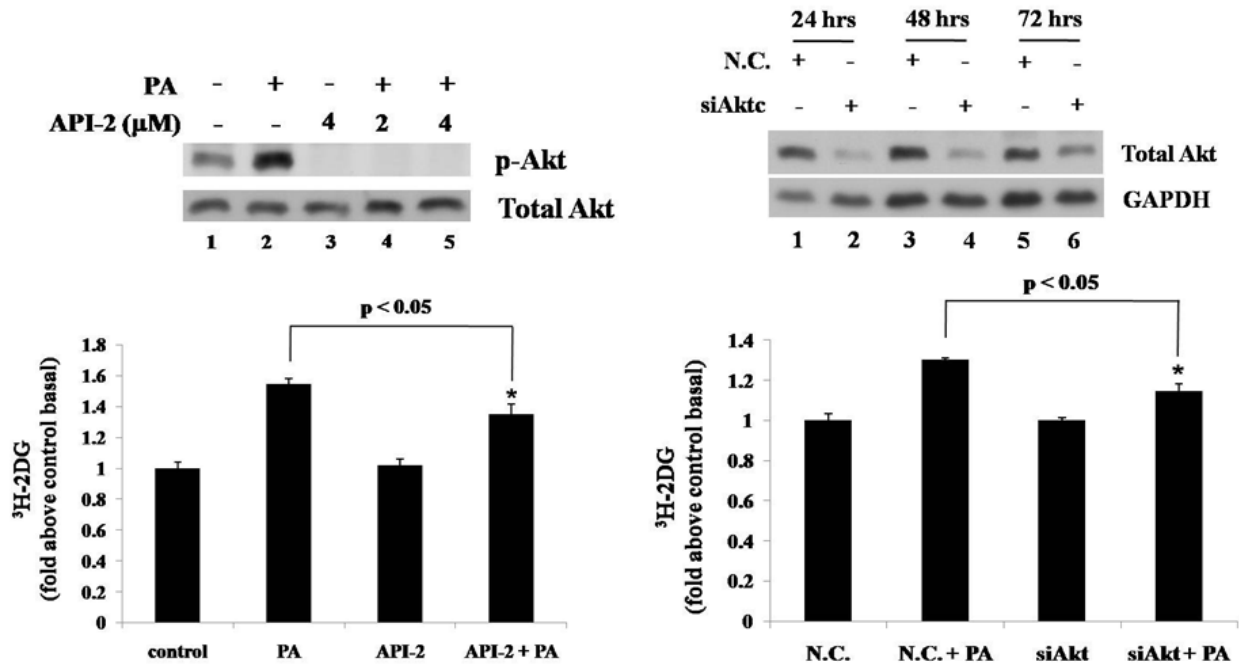 PA - + - + +
API-2 (μM) - - 4 2 4
p-Akt
Total Akt
1 2 3 4 5
p < 0.05
³H-2DG
(fold above control basal)
1.8
1.6
1.4
1.2
1
0.8
0.6
0.4
0.2
0
*
control PA API-2 API-2 + PA
24 hrs 48 hrs 72 hrs
N.C. + - + - + -
siAktc - + - + - +
Total Akt
GAPDH
1 2 3 4 5 6
p < 0.05
³H-2DG
(fold above control basal)
1.4
1.2
1
0.8
0.6
0.4
0.2
0
*
N.C. N.C. + PA siAkt siAkt + PA